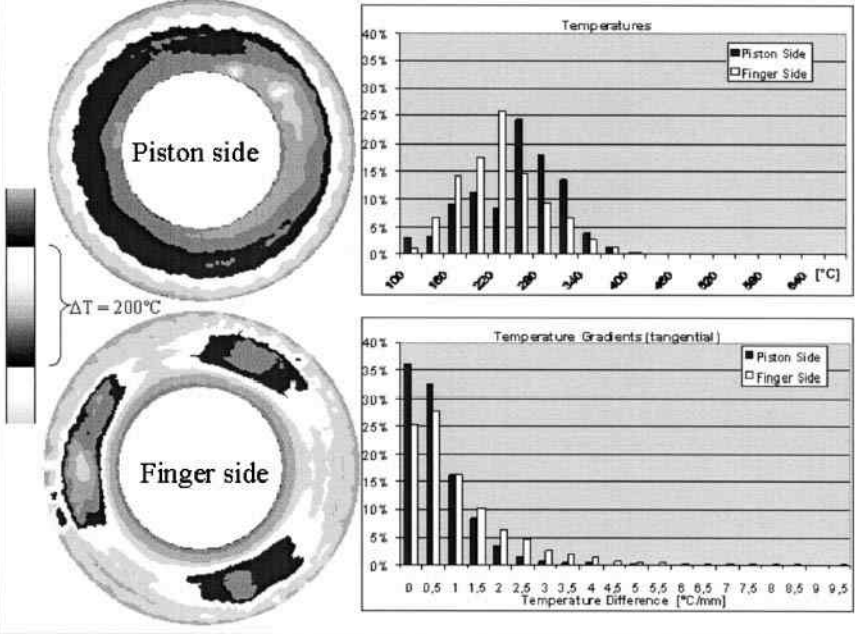 Piston side
ΔT = 200°C
Finger side
Temperatures
40%
35%
30%
25%
20%
15%
10%
5%
0%
Piston Side
Finger Side
100 160 220 280 340 400 460 520 580 640 [°C]
Temperature Gradients (tangential)
40%
35%
30%
25%
20%
15%
10%
5%
0%
Piston Side
Finger Side
0 0,5 1 1,5 2 2,5 3 3,5 4 4,5 5 5,5 6 6,5 7 7,5 8 8,5 9 9,5
Temperature Difference [°C/mm]